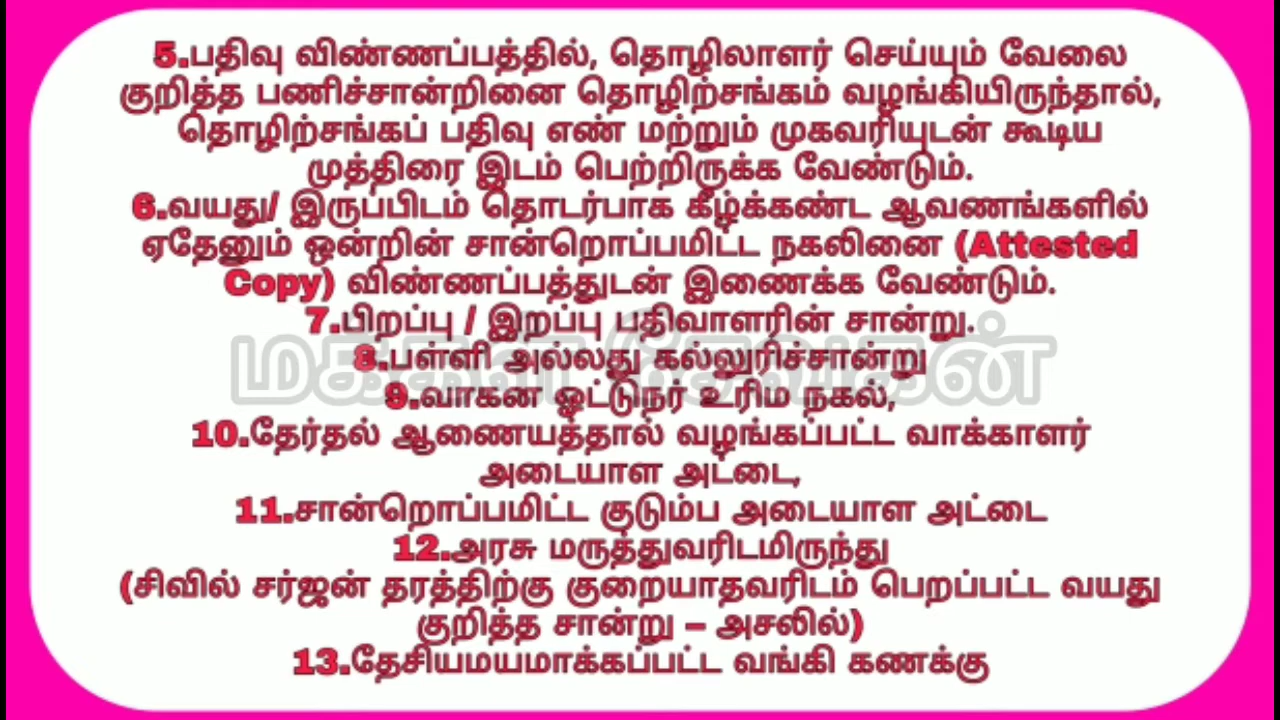 5.பதிவு விண்ணப்பத்தில், தொழிலாளர் செய்யும் வேலை
குறித்த பணிச்சான்றினை தொழிற்சங்கம் வழங்கியிருந்தால்,
தொழிற்சங்கப் பதிவு எண் மற்றும் முகவரியுடன் கூடிய
முத்திரை இடம் பெற்றிருக்க வேண்டும்.
6.வயது/ இருப்பிடம் தொடர்பாக கீழ்க்கண்ட ஆவணங்களில்
ஏதேனும் ஒன்றின் சான்றொப்பமிட்ட நகலினை (Attested
Copy) விண்ணப்பத்துடன் இணைக்க வேண்டும்.
7.பிறப்பு / இறப்பு பதிவாளரின் சான்று.
மக்கள் சேவகன்
8.பள்ளி அல்லது கல்லுரிச்சான்று
9.வாகன ஓட்டுநர் உரிம நகல்,
10.தேர்தல் ஆணையத்தால் வழங்கப்பட்ட வாக்காளர்
அடையாள அட்டை,
11.சான்றொப்பமிட்ட குடும்ப அடையாள அட்டை
12.அரசு மருத்துவரிடமிருந்து
(சிவில் சர்ஜன் தரத்திற்கு குறையாதவரிடம் பெறப்பட்ட வயது
குறித்த சான்று – அசலில்)
13.தேசியமயமாக்கப்பட்ட வங்கி கணக்கு